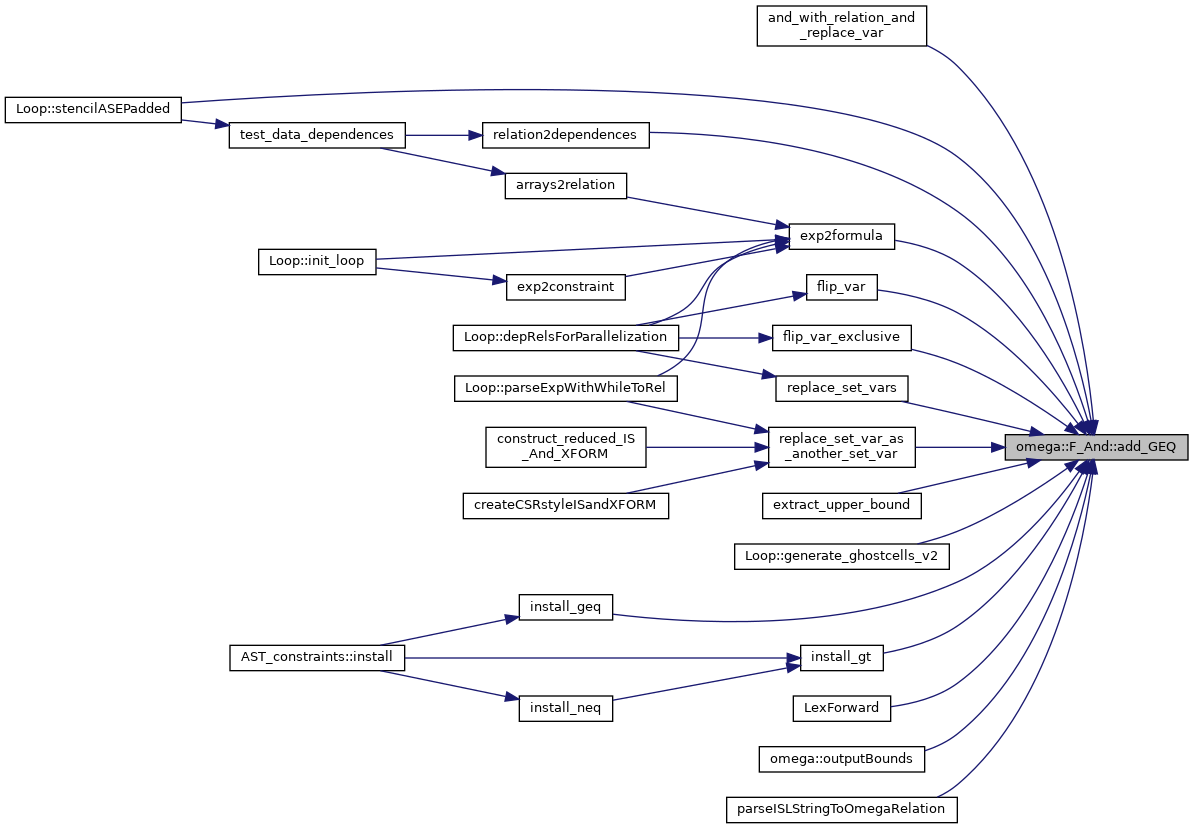 and_with_relation_and
_replace_var
Loop::stencilASEPadded
test_data_dependences
relation2dependences
arrays2relation
exp2formula
Loop::init_loop
exp2constraint
flip_var
Loop::depRelsForParallelization
flip_var_exclusive
Loop::parseExpWithWhileToRel
replace_set_vars
construct_reduced_IS
_And_XFORM
replace_set_var_as
_another_set_var
omega::F_And::add_GEQ
createCSRstyleISandXFORM
extract_upper_bound
Loop::generate_ghostcells_v2
install_geq
AST_constraints::install
install_gt
install_neq
LexForward
omega::outputBounds
parseISLStringToOmegaRelation